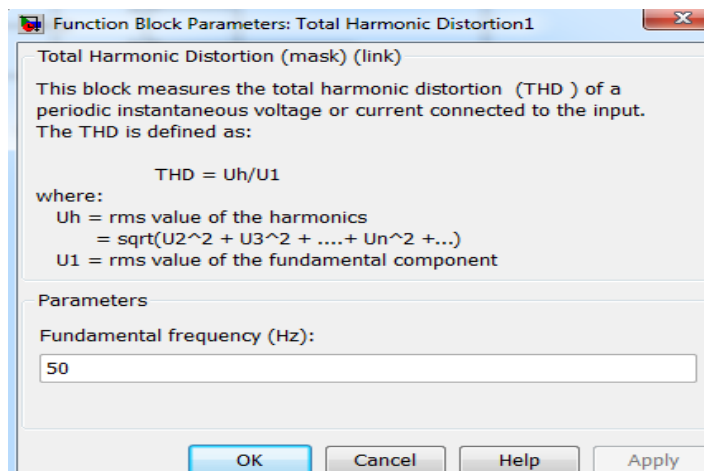 Function Block Parameters: Total Harmonic Distortion1
Total Harmonic Distortion (mask) (link)
This block measures the total harmonic distortion (THD ) of a
periodic instantaneous voltage or current connected to the input.
The THD is defined as:
THD = Uh/U1
where:
Uh = rms value of the harmonics
= sqrt(U2^2 + U3^2 + ....+ Un^2 +...)
U1 = rms value of the fundamental component
Parameters
Fundamental frequency (Hz):
50
OK Cancel Help Apply